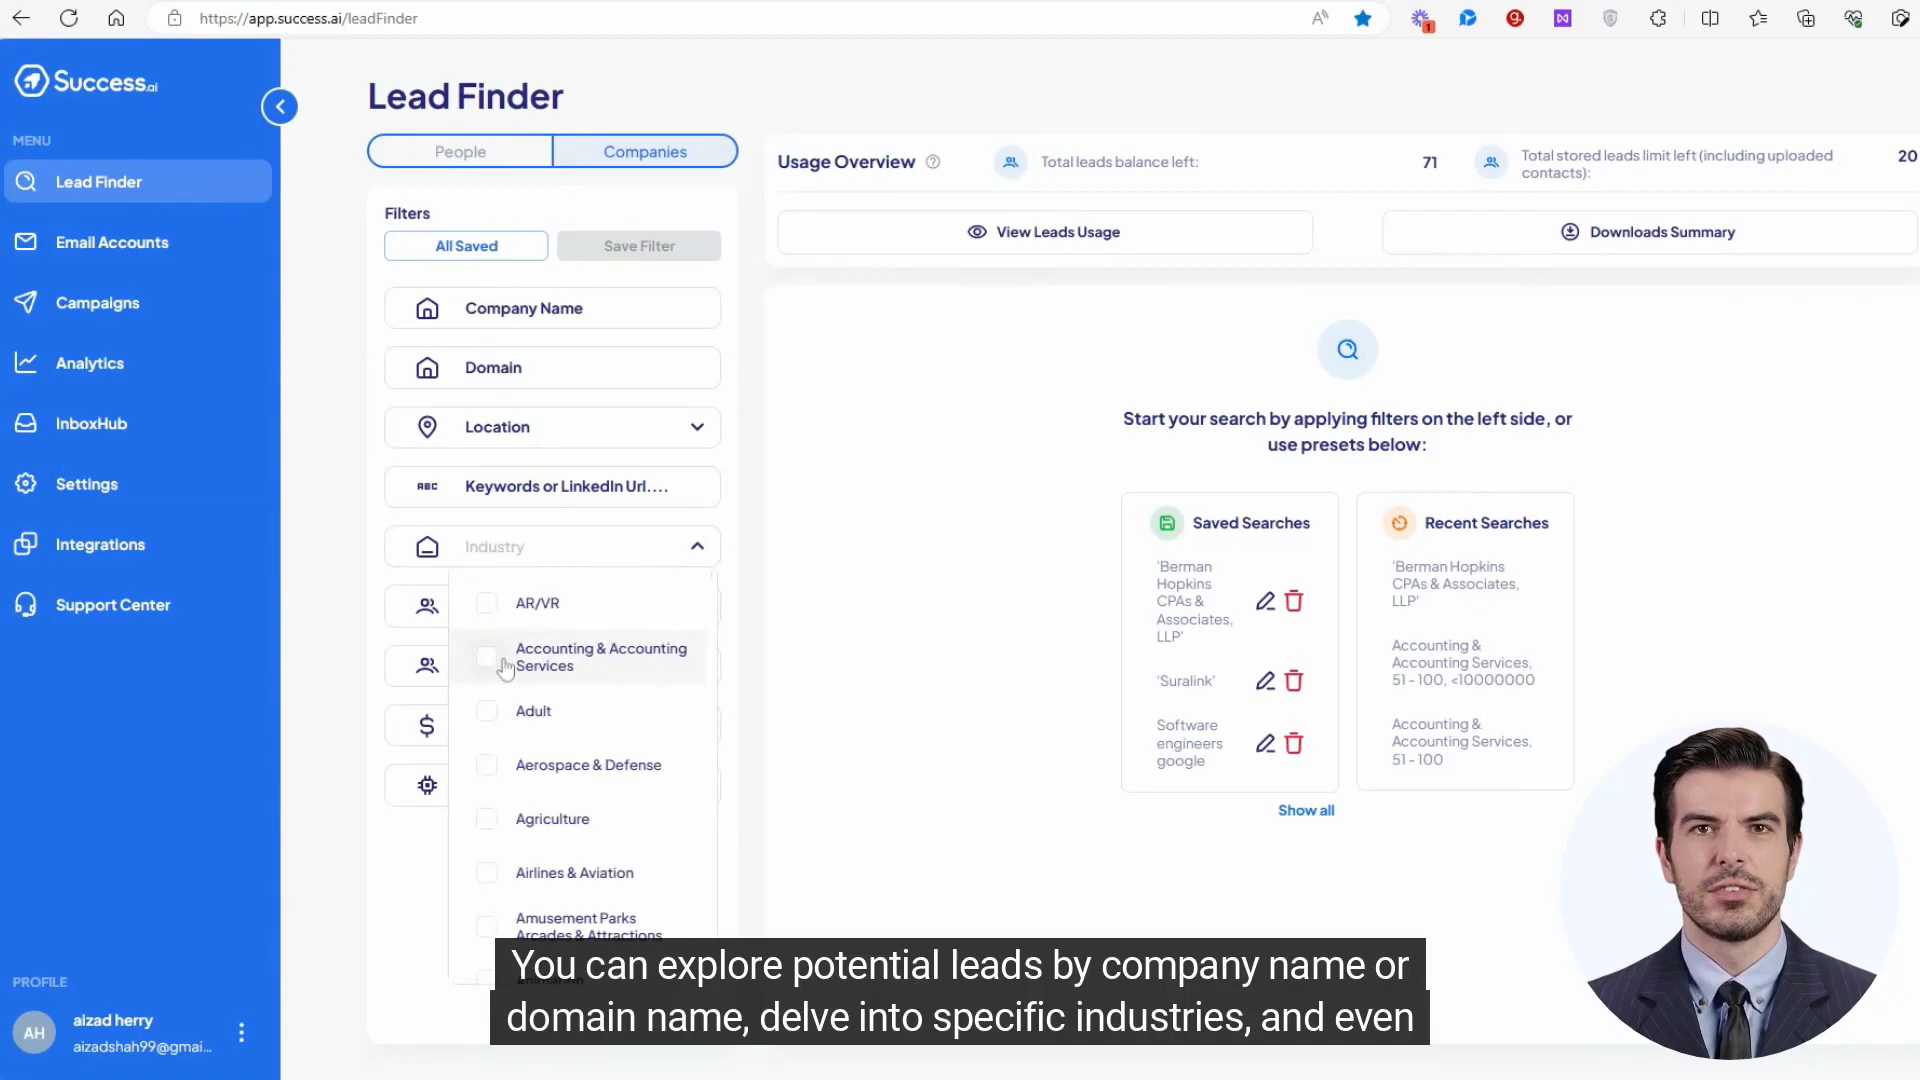 https://app.success.ai/leadFinder
1
Success.ai
MENU
Lead Finder
Email Accounts
Campaigns
Analytics
InboxHub
Settings
Integrations
Support Center
PROFILE
AH
aizad herry
aizadshah99@gmai...
Lead Finder
People
Companies
Filters
All Saved
Save Filter
Company Name
Domain
Location
ABC
Keywords or LinkedIn Url....
Industry
AR/VR
Accounting & Accounting
Services
Adult
Aerospace & Defense
Agriculture
Airlines & Aviation
Amusement Parks
Arcades & Attractions
Usage Overview
Total leads balance left:
71
Total stored leads limit left (including uploaded
contacts):
20
View Leads Usage
Downloads Summary
Start your search by applying filters on the left side, or
use presets below:
Saved Searches
'Berman
Hopkins
CPAs &
Associates,
LLP'
'Suralink'
Software
engineers
google
Recent Searches
'Berman Hopkins
CPAs & Associates,
LLP'
Accounting &
Accounting Services,
51 - 100, <10000000
Accounting &
Accounting Services,
51 - 100
Show all
You can explore potential leads by company name or
domain name, delve into specific industries, and even